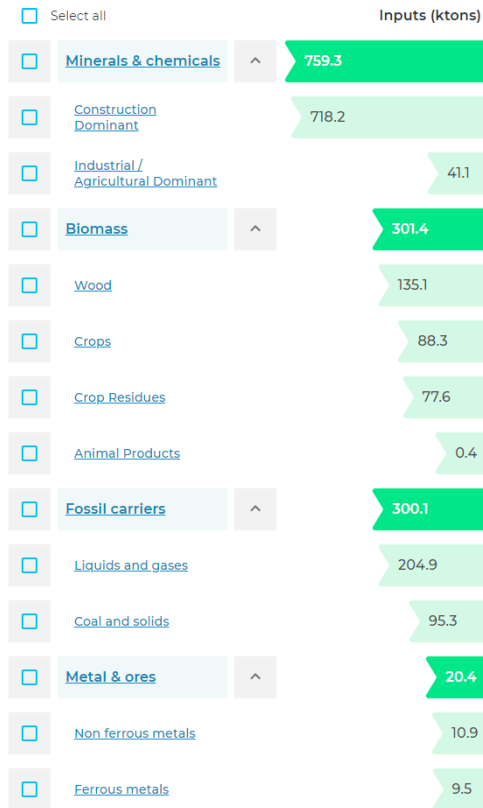 Select all Inputs (ktons)
Minerals & chemicals 759.3
Construction
Dominant 718.2
Industrial /
Agricultural Dominant 41.1
Biomass 301.4
Wood 135.1
Crops 88.3
Crop Residues 77.6
Animal Products 0.4
Fossil carriers 300.1
Liquids and gases 204.9
Coal and solids 95.3
Metal & ores 20.4
Non ferrous metals 10.9
Ferrous metals 9.5